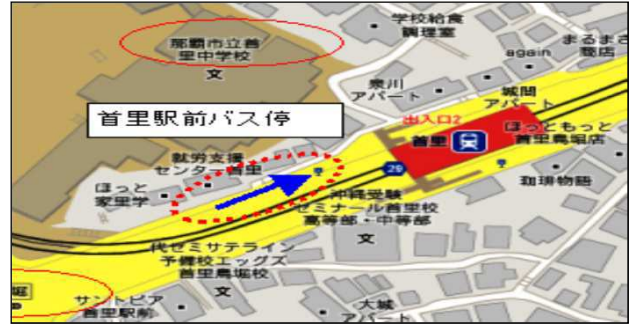 学校給食
調理室
那覇市立首
里中学校
文
again
まるまさ
商店
泉川
アパート
城間
アパート
首里駅前バス停
出入口2
首里
ほっともっと
首里鳥堀店
就労支援
センター首里
29
珈琲物語
ほっと
家里学
沖縄受験
ゼミナール首里校
高等部・中等部
文
代ゼミサテライン
予備校エッグス
首里鳥堀校
文
堀
サントピア
首里駅前
大城
アパート